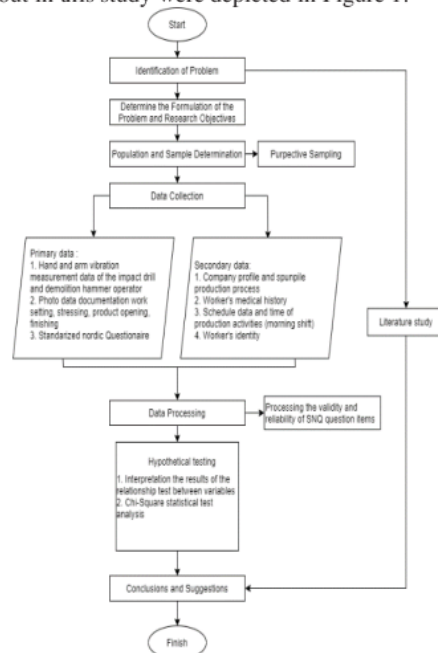 out in this study were depicted in Figure 1.
Start
Identification of Problem
Determine the Formulation of the
Problem and Research Objectives
Population and Sample Determination
Purpective Sampling
Data Collection
Primary data :
1. Hand and arm vibration
measurement data of the impact drill
and demolition hammer operator
2. Photo data documentation work
setting, stressing, product opening,
finishing
3. Standarized nordic Questionaire
Secondary data:
1. Company profile and spunpile
production process
2. Worker's medical history
3. Schedule data and time of
production activities (morning shift)
4. Worker's identity
Literature study
Data Processing
Processing the validity and
reliability of SNQ question items
Hypothetical testing
1. Interpretation the results of the
relationship test between variables
2. Chi-Square statistical test
analysis
Conclusions and Suggestions
Finish